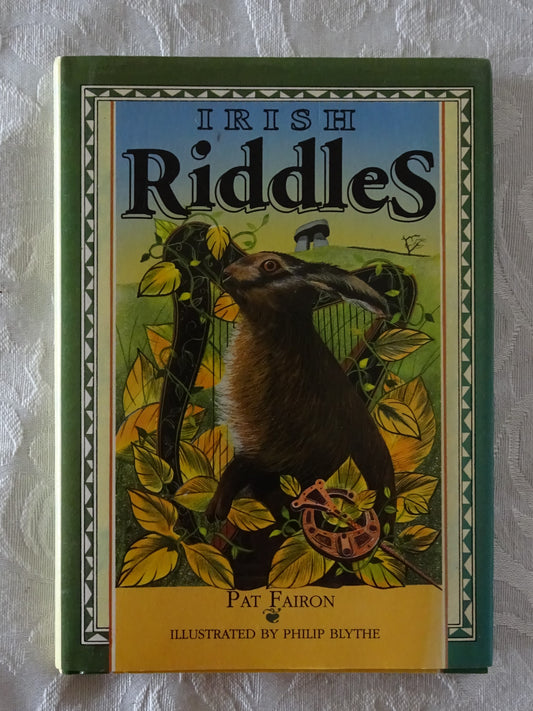 IRISH
RiddleS
PAT FAIRON
ILLUSTRATED BY PHILIP BLYTHE